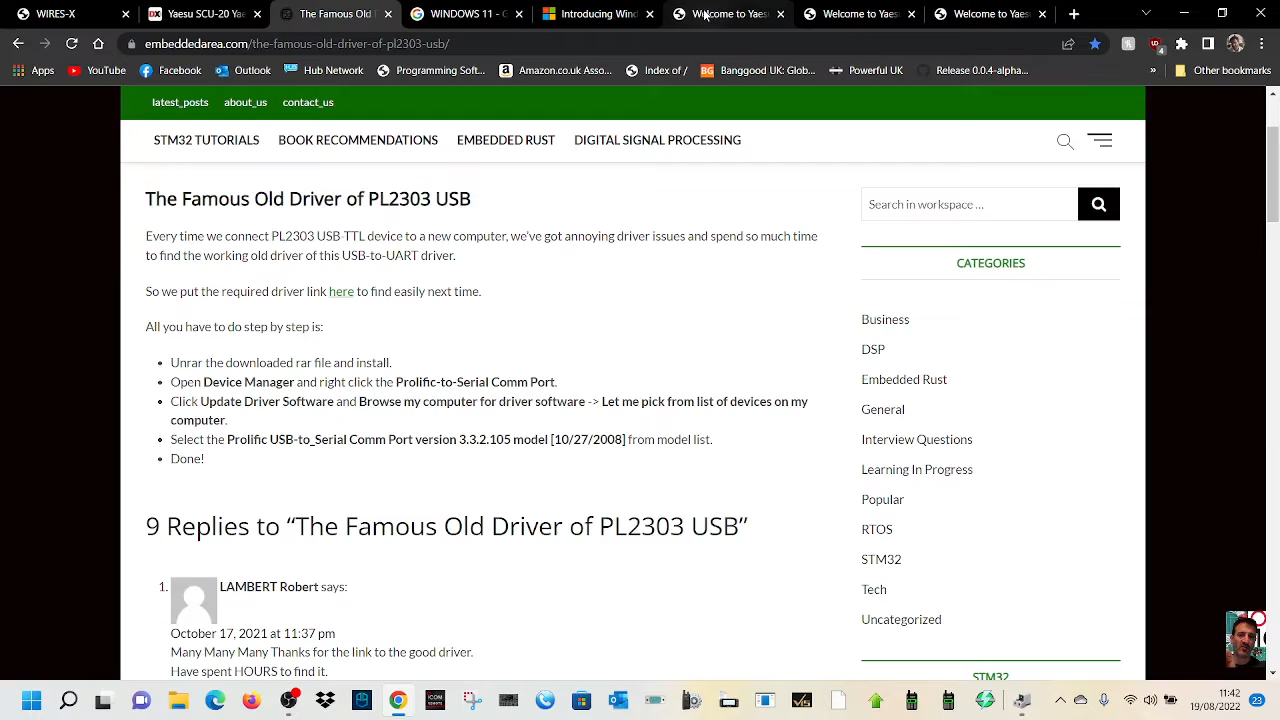 WIRES-X
Yaesu SCU-20 Yae
The Famous Old
WINDOWS 11 - G
Introducing Wind
Welcome to Yaes
Welcome to Yaes
Welcome to Yaes
embeddedarea.com/the-famous-old-driver-of-pl2303-usb/
Apps
YouTube
Facebook
Outlook
Hub Network
Programming Soft...
Amazon.co.uk Asso...
Index of /
Banggood IN Glob...
Powerful UK
Release 0.0.4-alpha...
»
Other bookmarks
latest_posts about_us contact_us
STM32 TUTORIALS BOOK RECOMMENDATIONS EMBEDDED RUST DIGITAL SIGNAL PROCESSING
The Famous Old Driver of PL2303 USB
Every time we connect PL2303 USB-TTL device to a new computer, we've got annoying driver issues and spend so much time
to find the working old driver of this USB-to-UART driver.
So we put the required driver link here to find easily next time.
All you have to do step by step is:
• Unrar the downloaded rar file and install.
• Open Device Manager and right click the Prolific-to-Serial Comm Port.
• Click Update Driver Software and Browse my computer for driver software -> Let me pick from list of devices on my
computer.
• Select the Prolific USB-to_Serial Comm Port version 3.3.2.105 model [10/27/2008] from model list.
• Done!
9 Replies to “The Famous Old Driver of PL2303 USB”
1. LAMBERT Robert says:
October 17, 2021 at 11:37 pm
Many Many Many Thanks for the link to the good driver.
Have spent HOURS to find it.
Search in workspace ...
CATEGORIES
Business
DSP
Embedded Rust
General
Interview Questions
Learning In Progress
Popular
RTOS
STM32
Tech
Uncategorized
STM32
11:42
19/08/2022
23